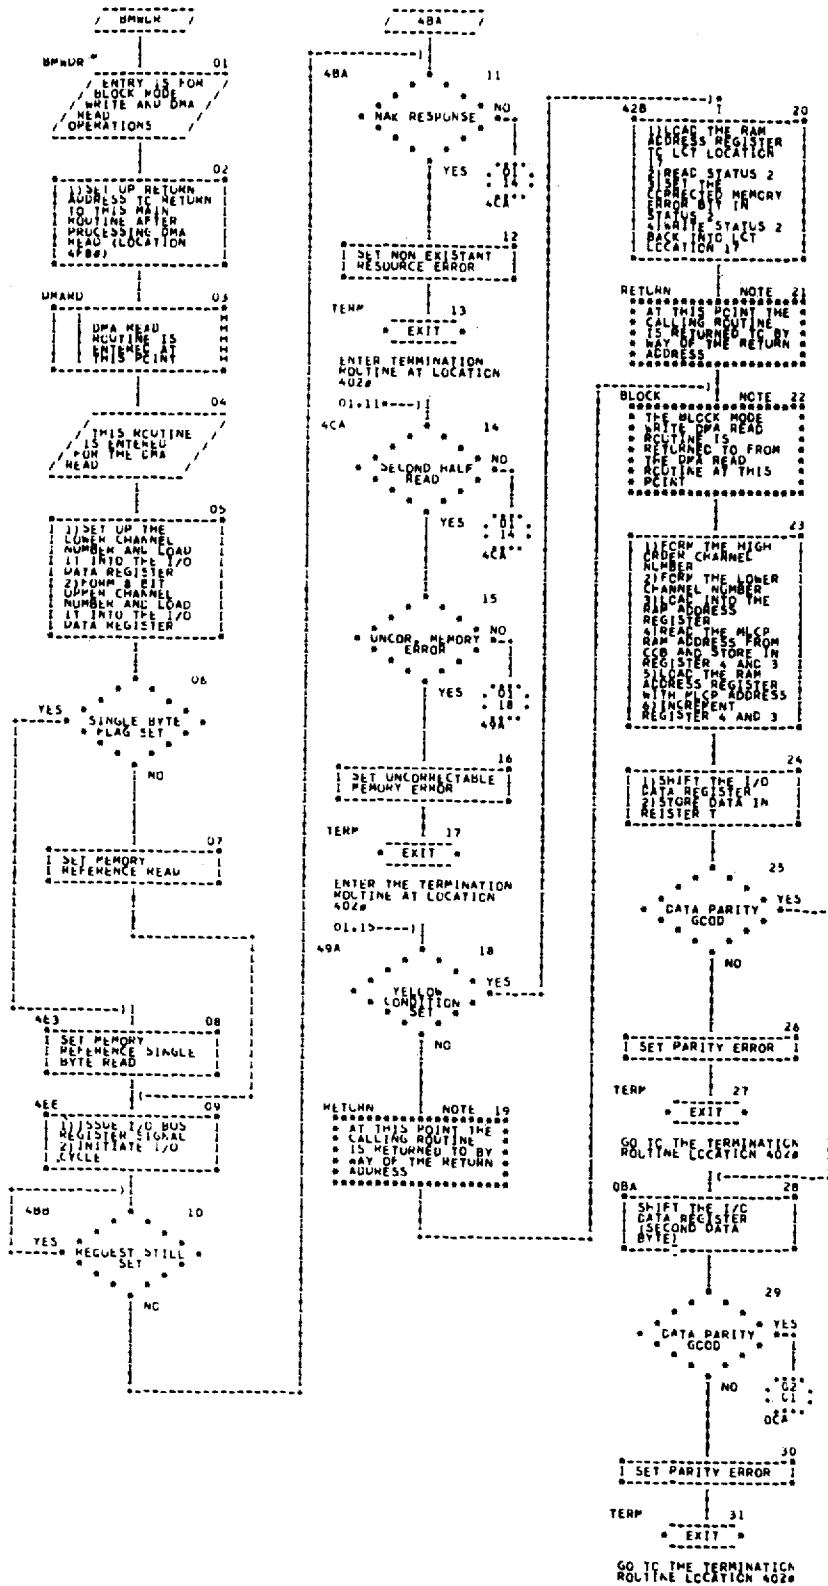 BMWDR
BMWDR *
01
ENTRY IS FOR
BLOCK MODE
WRITE AND DMA
READ
OPERATIONS
02
1)SET UP RETURN
ADDRESS TO RETURN
TO THIS MAIN
ROUTINE AFTER
PROCESSING DMA
READ (LOCATION
4FB#)
DMARD
03
DMA READ
ROUTINE IS
ENTERED AT
THIS POINT
04
THIS ROUTINE
IS ENTERED
FOR THE DMA
READ
05
1)SET UP THE
LOWER CHANNEL
NUMBER AND LOAD
IT INTO THE I/O
DATA REGISTER
2)FORM 8 BIT
UPPER CHANNEL
NUMBER AND LOAD
IT INTO THE I/O
DATA REGISTER
06
YES
SINGLE BYTE
FLAG SET
NO
07
SET MEMORY
REFERENCE READ
4E3
08
SET MEMORY
REFERENCE SINGLE
BYTE READ
4EE
09
1)ISSUE I/O BUS
REGISTER SIGNAL
2)INITIATE I/O
CYCLE
4BB
10
YES
REQUEST STILL
SET
NO
4BA
4BA
11
NAK RESPONSE
NO
YES
01
14
4CA
12
SET NON EXISTANT
RESOURCE ERROR
TERM
13
EXIT
ENTER TERMINATION
ROUTINE AT LOCATION
402#
01.11
4CA
14
SECOND HALF
READ
NO
YES
01
14
4CA
15
UNCOR. MEMORY
ERROR
NO
YES
01
18
49A
16
SET UNCORRECTABLE
MEMORY ERROR
TERM
17
EXIT
ENTER THE TERMINATION
ROUTINE AT LOCATION
402#
01.15
49A
18
YELLOW
CONDITION
SET
YES
NO
RETURN NOTE 19
AT THIS POINT THE
CALLING ROUTINE
IS RETURNED TO BY
WAY OF THE RETURN
ADDRESS
42B
20
1)LOAD THE RAM
ADDRESS REGISTER
TO LCT LOCATION
17
2)READ STATUS 2
3)SET THE
CORRECTED MEMORY
ERROR BIT IN
STATUS 2
4)WRITE STATUS 2
BACK INTO LCT
LOCATION 17
RETURN NOTE 21
AT THIS POINT THE
CALLING ROUTINE
IS RETURNED TO BY
WAY OF THE RETURN
ADDRESS
BLOCK NOTE 22
THE BLOCK MODE
WRITE DMA READ
ROUTINE IS
RETURNED TO FROM
THE DMA READ
ROUTINE AT THIS
POINT
23
1)FORM THE HIGH
ORDER CHANNEL
NUMBER
2)FORM THE LOWER
CHANNEL NUMBER
3)LOAD INTO THE
RAM ADDRESS
REGISTER
4)READ THE MLCP
RAM ADDRESS FROM
CCB AND STORE IN
REGISTER 4 AND 3
5)LOAD THE RAM
ADDRESS REGISTER
WITH MLCP ADDRESS
6)INCREMENT
REGISTER 4 AND 3
24
1)SHIFT THE I/O
DATA REGISTER
2)STORE DATA IN
REISTER T
25
DATA PARITY
GOOD
YES
NO
26
SET PARITY ERROR
TERM
27
EXIT
GO TO THE TERMINATION
ROUTINE LOCATION 402#
0BA
28
SHIFT THE I/O
DATA REGISTER
(SECOND DATA
BYTE)
29
DATA PARITY
GOOD
YES
NO
02
01
0CA
30
SET PARITY ERROR
TERM
31
EXIT
GO TO THE TERMINATION
ROUTINE LOCATION 402#